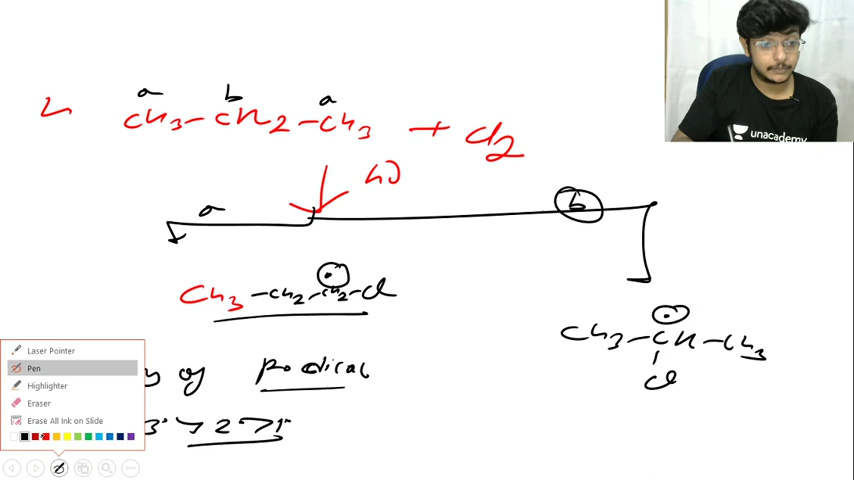 a b a
CH3-CH2-CH3 + Cl2
hν
a b
CH3-CH2-CH2-Cl
CH3-CH-CH3
Cl
of radical
3° > 2° > 1°
unacademy
Laser Pointer
Pen
Highlighter
Eraser
Erase All Ink on Slide